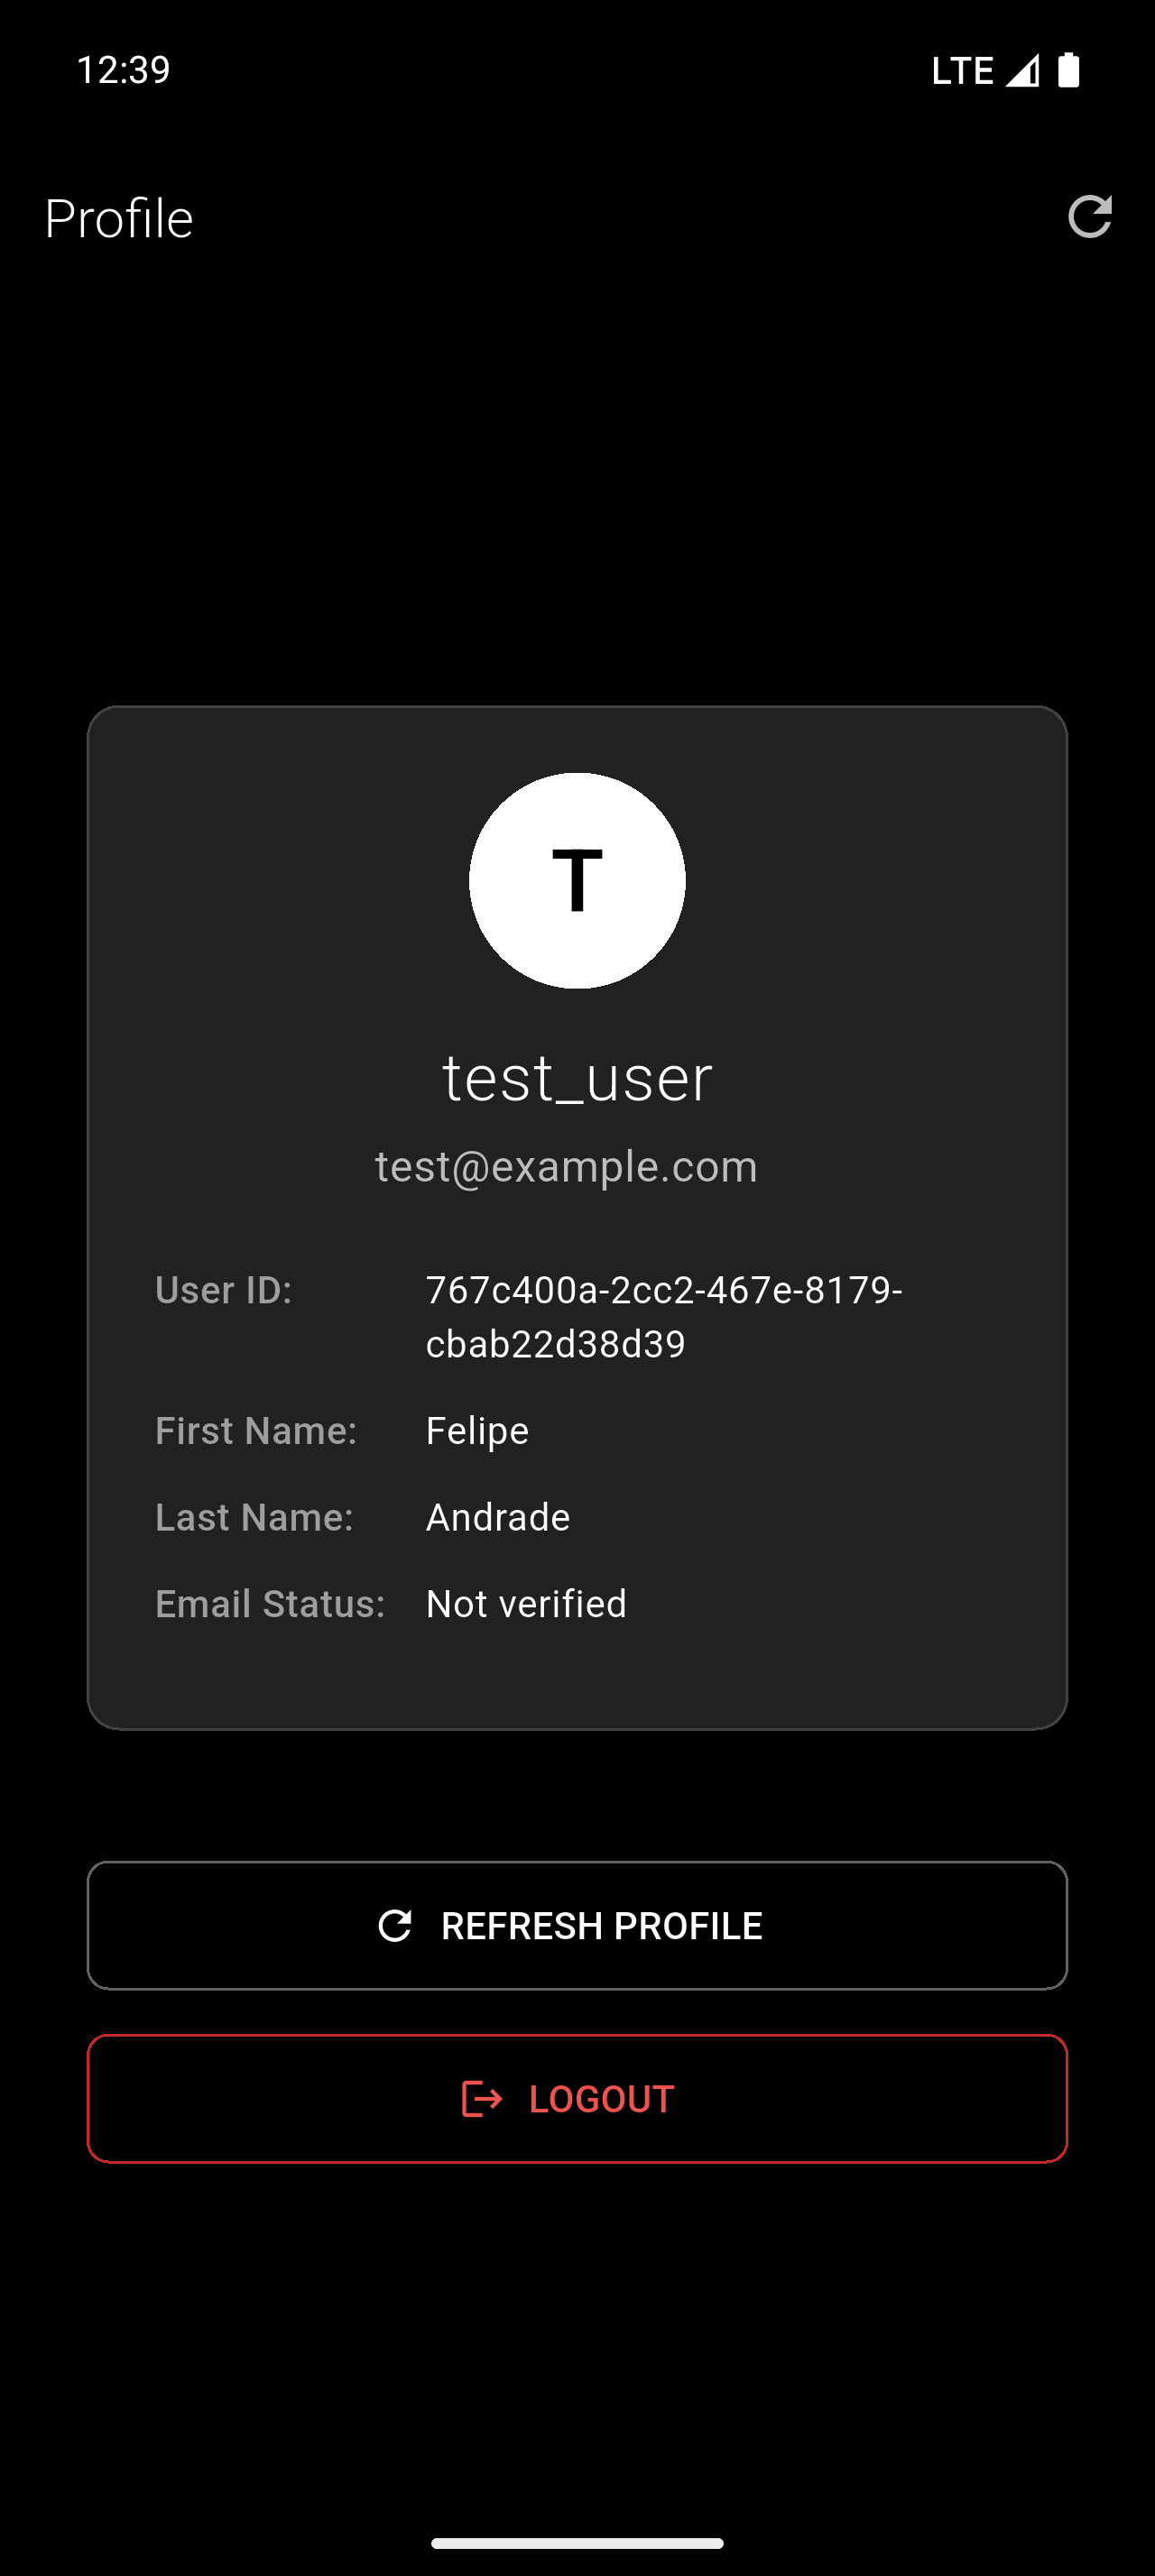 12:39 LTE
Profile
T
test_user
test@example.com
User ID: 767c400a-2cc2-467e-8179-
cbab22d38d39
First Name: Felipe
Last Name: Andrade
Email Status: Not verified
REFRESH PROFILE
LOGOUT